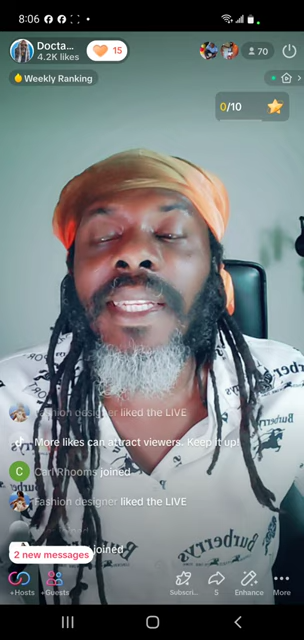 8:06
Docta...
4.2K likes
15
70
Weekly Ranking
0/10
Fashion designer liked the LIVE
More likes can attract viewers. Keep it up!
C
Carl Rhooms joined
Fashion designer liked the LIVE
joined
2 new messages
Burberrys
+Hosts
+Guests
Subscri...
5
Enhance
More